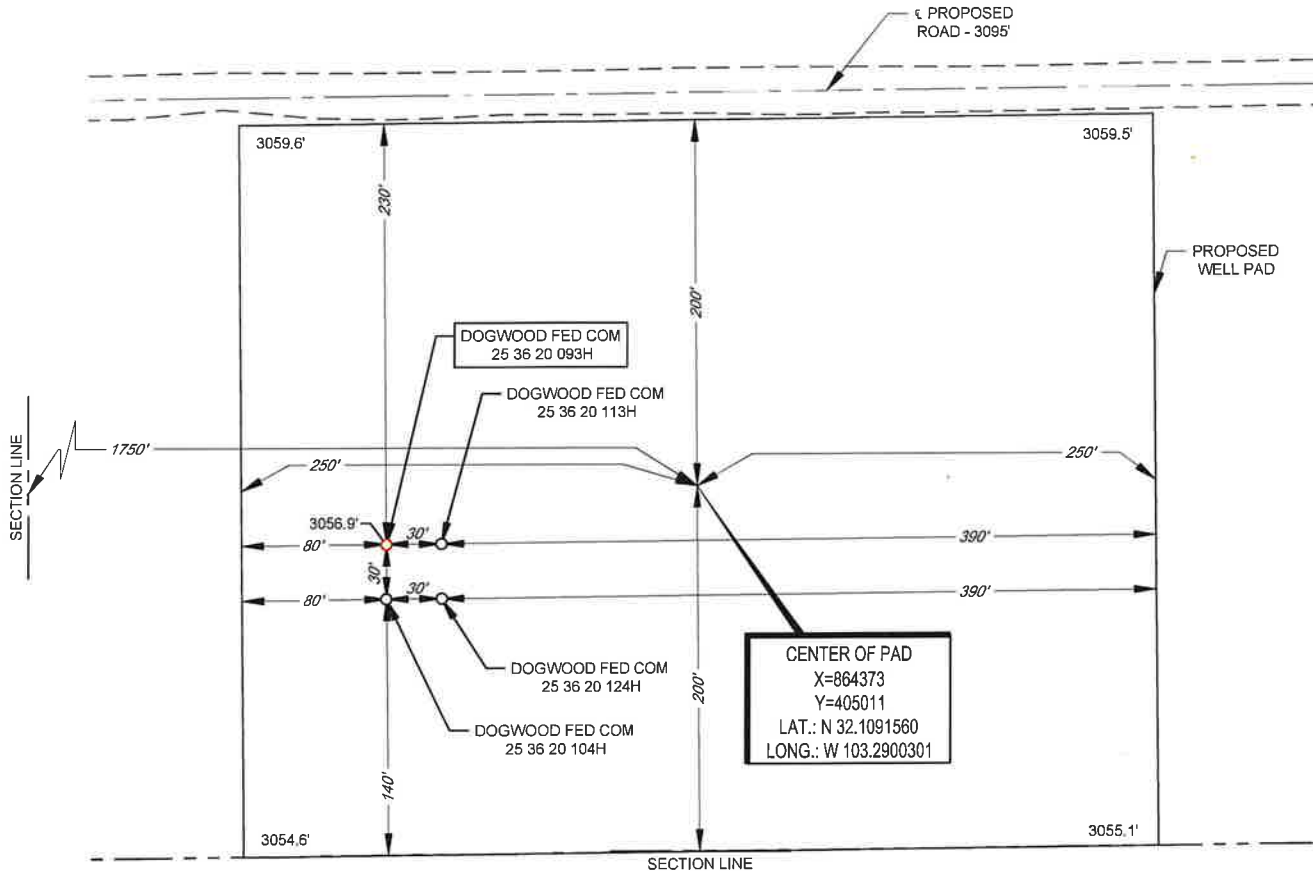 ℄ PROPOSED
ROAD - 3095'
3059.6'
3059.5'
230'
200'
PROPOSED
WELL PAD
DOGWOOD FED COM
25 36 20 093H
DOGWOOD FED COM
25 36 20 113H
SECTION LINE
1750'
250'
250'
3056.9'
80'
30'
390'
30'
80'
30'
390'
DOGWOOD FED COM
25 36 20 124H
200'
CENTER OF PAD
X=864373
Y=405011
LAT.: N 32.1091560
LONG.: W 103.2900301
DOGWOOD FED COM
25 36 20 104H
140'
3054.6'
3055.1'
SECTION LINE